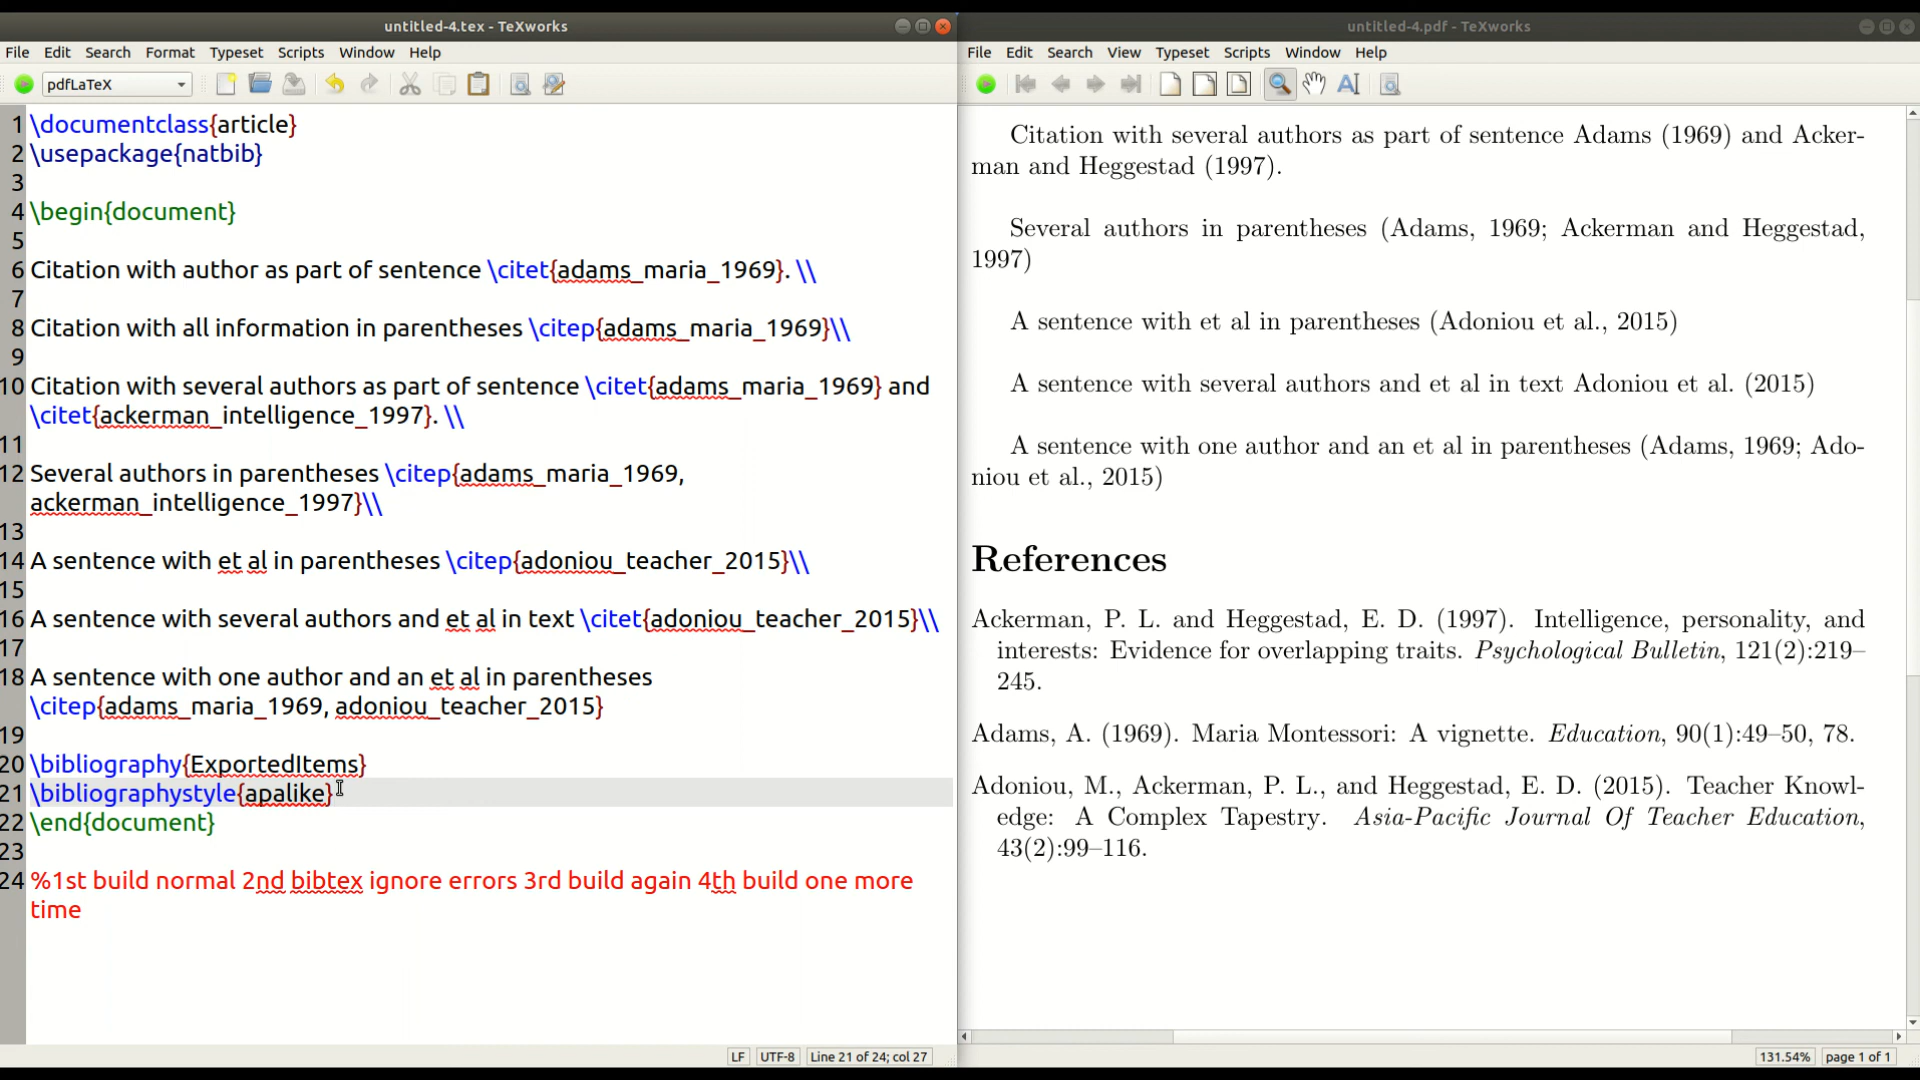 untitled-4.tex - TeXworks
File Edit Search Format Typeset Scripts Window Help
pdfLaTeX
1 \documentclass{article}
2 \usepackage{natbib}
3
4 \begin{document}
5
6 Citation with author as part of sentence \citet{adams_maria_1969}. \\
7
8 Citation with all information in parentheses \citep{adams_maria_1969}\\
9
10 Citation with several authors as part of sentence \citet{adams_maria_1969} and
\citet{ackerman_intelligence_1997}. \\
11
12 Several authors in parentheses \citep{adams_maria_1969,
ackerman_intelligence_1997}\\
13
14 A sentence with et al in parentheses \citep{adoniou_teacher_2015}\\
15
16 A sentence with several authors and et al in text \citet{adoniou_teacher_2015}\\
17
18 A sentence with one author and an et al in parentheses
\citep{adams_maria_1969, adoniou_teacher_2015}
19
20 \bibliography{ExportedItems}
21 \bibliographystyle{apalike}
22 \end{document}
23
24 %1st build normal 2nd bibtex ignore errors 3rd build again 4th build one more
time
LF UTF-8 Line 21 of 24; col 27
untitled-4.pdf - TeXworks
File Edit Search View Typeset Scripts Window Help
Citation with several authors as part of sentence Adams (1969) and Acker-
man and Heggestad (1997).
Several authors in parentheses (Adams, 1969; Ackerman and Heggestad,
1997)
A sentence with et al in parentheses (Adoniou et al., 2015)
A sentence with several authors and et al in text Adoniou et al. (2015)
A sentence with one author and an et al in parentheses (Adams, 1969; Ado-
niou et al., 2015)
References
Ackerman, P. L. and Heggestad, E. D. (1997). Intelligence, personality, and
interests: Evidence for overlapping traits. Psychological Bulletin, 121(2):219–
245.
Adams, A. (1969). Maria Montessori: A vignette. Education, 90(1):49–50, 78.
Adoniou, M., Ackerman, P. L., and Heggestad, E. D. (2015). Teacher Knowl-
edge: A Complex Tapestry. Asia-Pacific Journal Of Teacher Education,
43(2):99–116.
131.54% page 1 of 1